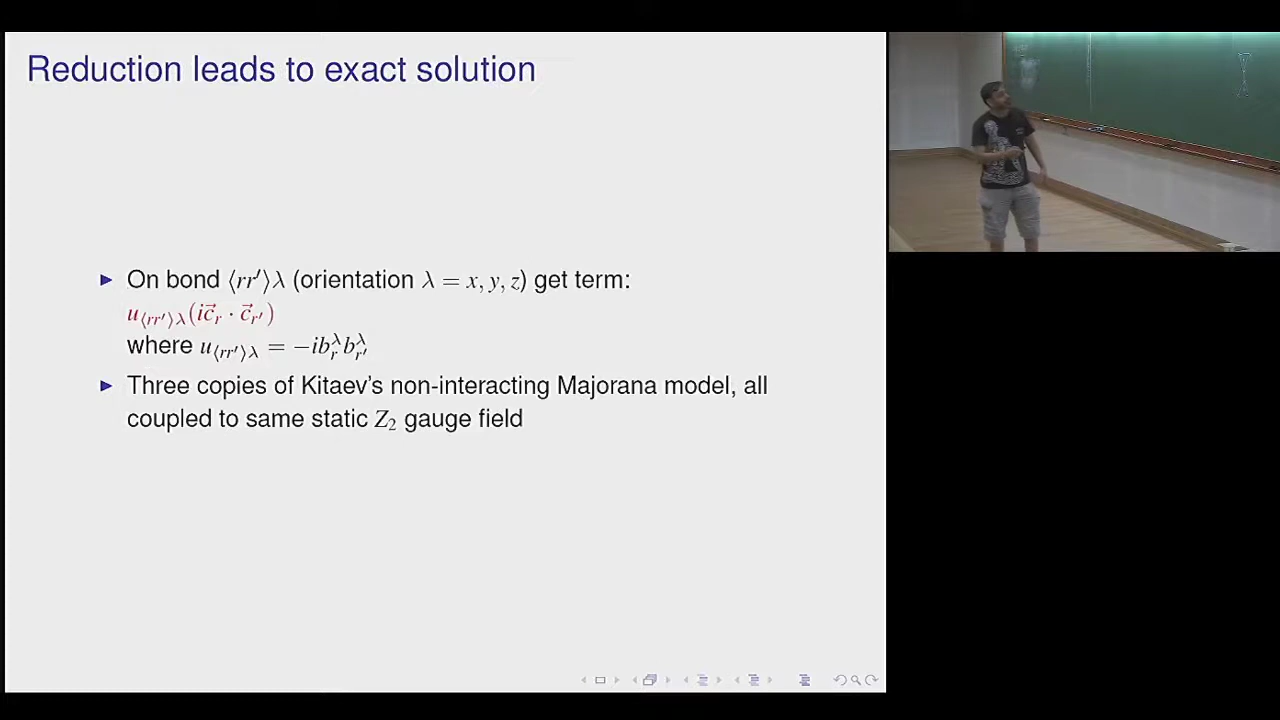 Reduction leads to exact solution
► On bond ⟨rr′⟩λ (orientation λ = x, y, z) get term:
u⟨rr′⟩λ(ic⃗r · c⃗r′)
where u⟨rr′⟩λ = −ibλr bλr′
► Three copies of Kitaev's non-interacting Majorana model, all
coupled to same static Z2 gauge field